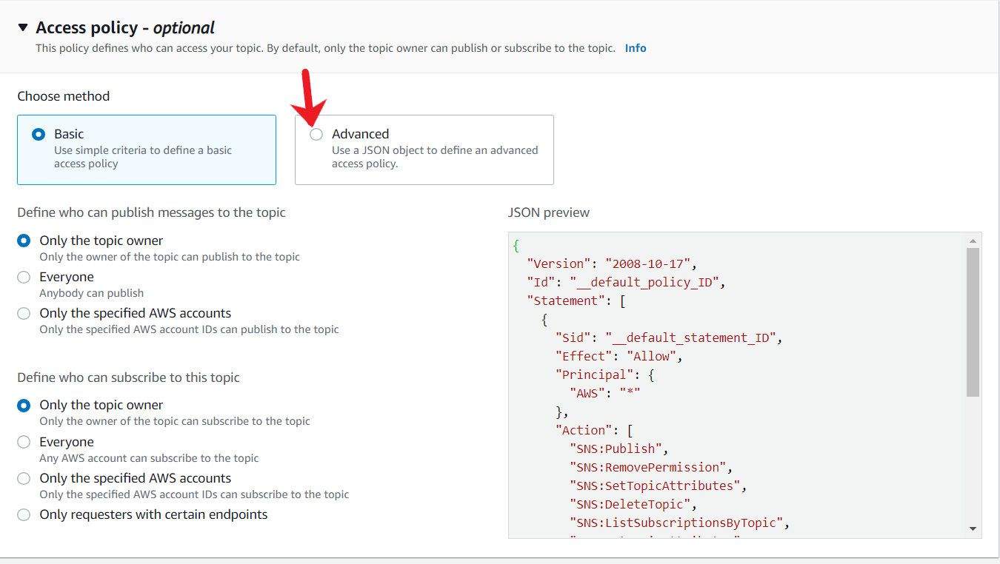 Access policy - optional
This policy defines who can access your topic. By default, only the topic owner can publish or subscribe to the topic. Info
Choose method
Basic
Use simple criteria to define a basic
access policy
Advanced
Use a JSON object to define an advanced
access policy.
Define who can publish messages to the topic
Only the topic owner
Only the owner of the topic can publish to the topic
Everyone
Anybody can publish
Only the specified AWS accounts
Only the specified AWS account IDs can publish to the topic
Define who can subscribe to this topic
Only the topic owner
Only the owner of the topic can subscribe to the topic
Everyone
Any AWS account can subscribe to the topic
Only the specified AWS accounts
Only the specified AWS account IDs can subscribe to the topic
Only requesters with certain endpoints
JSON preview
{
"Version": "2008-10-17",
"Id": "__default_policy_ID",
"Statement": [
{
"Sid": "__default_statement_ID",
"Effect": "Allow",
"Principal": {
"AWS": "*"
},
"Action": [
"SNS:Publish",
"SNS:RemovePermission",
"SNS:SetTopicAttributes",
"SNS:DeleteTopic",
"SNS:ListSubscriptionsByTopic",